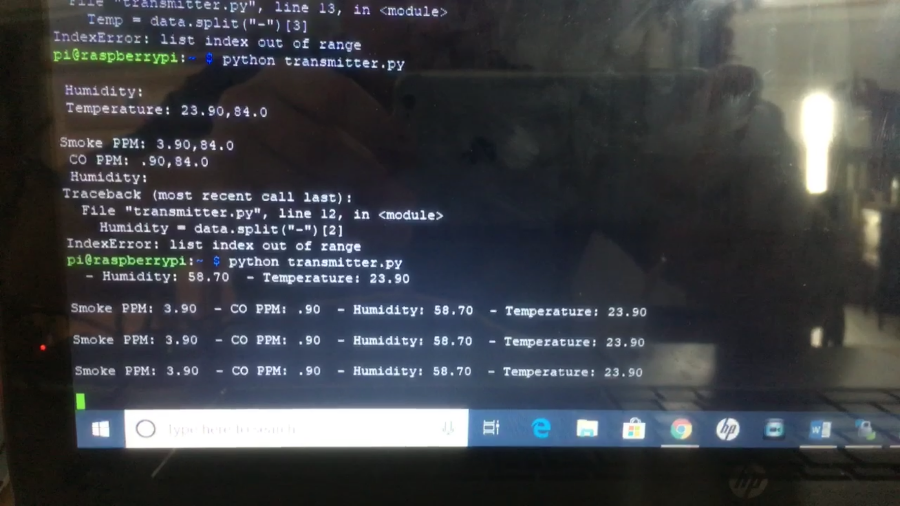 File "transmitter.py", line 13, in <module>
Temp = data.split("-")[3]
IndexError: list index out of range
pi@raspberrypi:~ $ python transmitter.py
Humidity:
Temperature: 23.90,84.0
Smoke PPM: 3.90,84.0
CO PPM: .90,84.0
Humidity:
Traceback (most recent call last):
File "transmitter.py", line 12, in <module>
Humidity = data.split("-")[2]
IndexError: list index out of range
pi@raspberrypi:~ $ python transmitter.py
- Humidity: 58.70 - Temperature: 23.90
Smoke PPM: 3.90 - CO PPM: .90 - Humidity: 58.70 - Temperature: 23.90
Smoke PPM: 3.90 - CO PPM: .90 - Humidity: 58.70 - Temperature: 23.90
Smoke PPM: 3.90 - CO PPM: .90 - Humidity: 58.70 - Temperature: 23.90
Type here to search
hp
hp